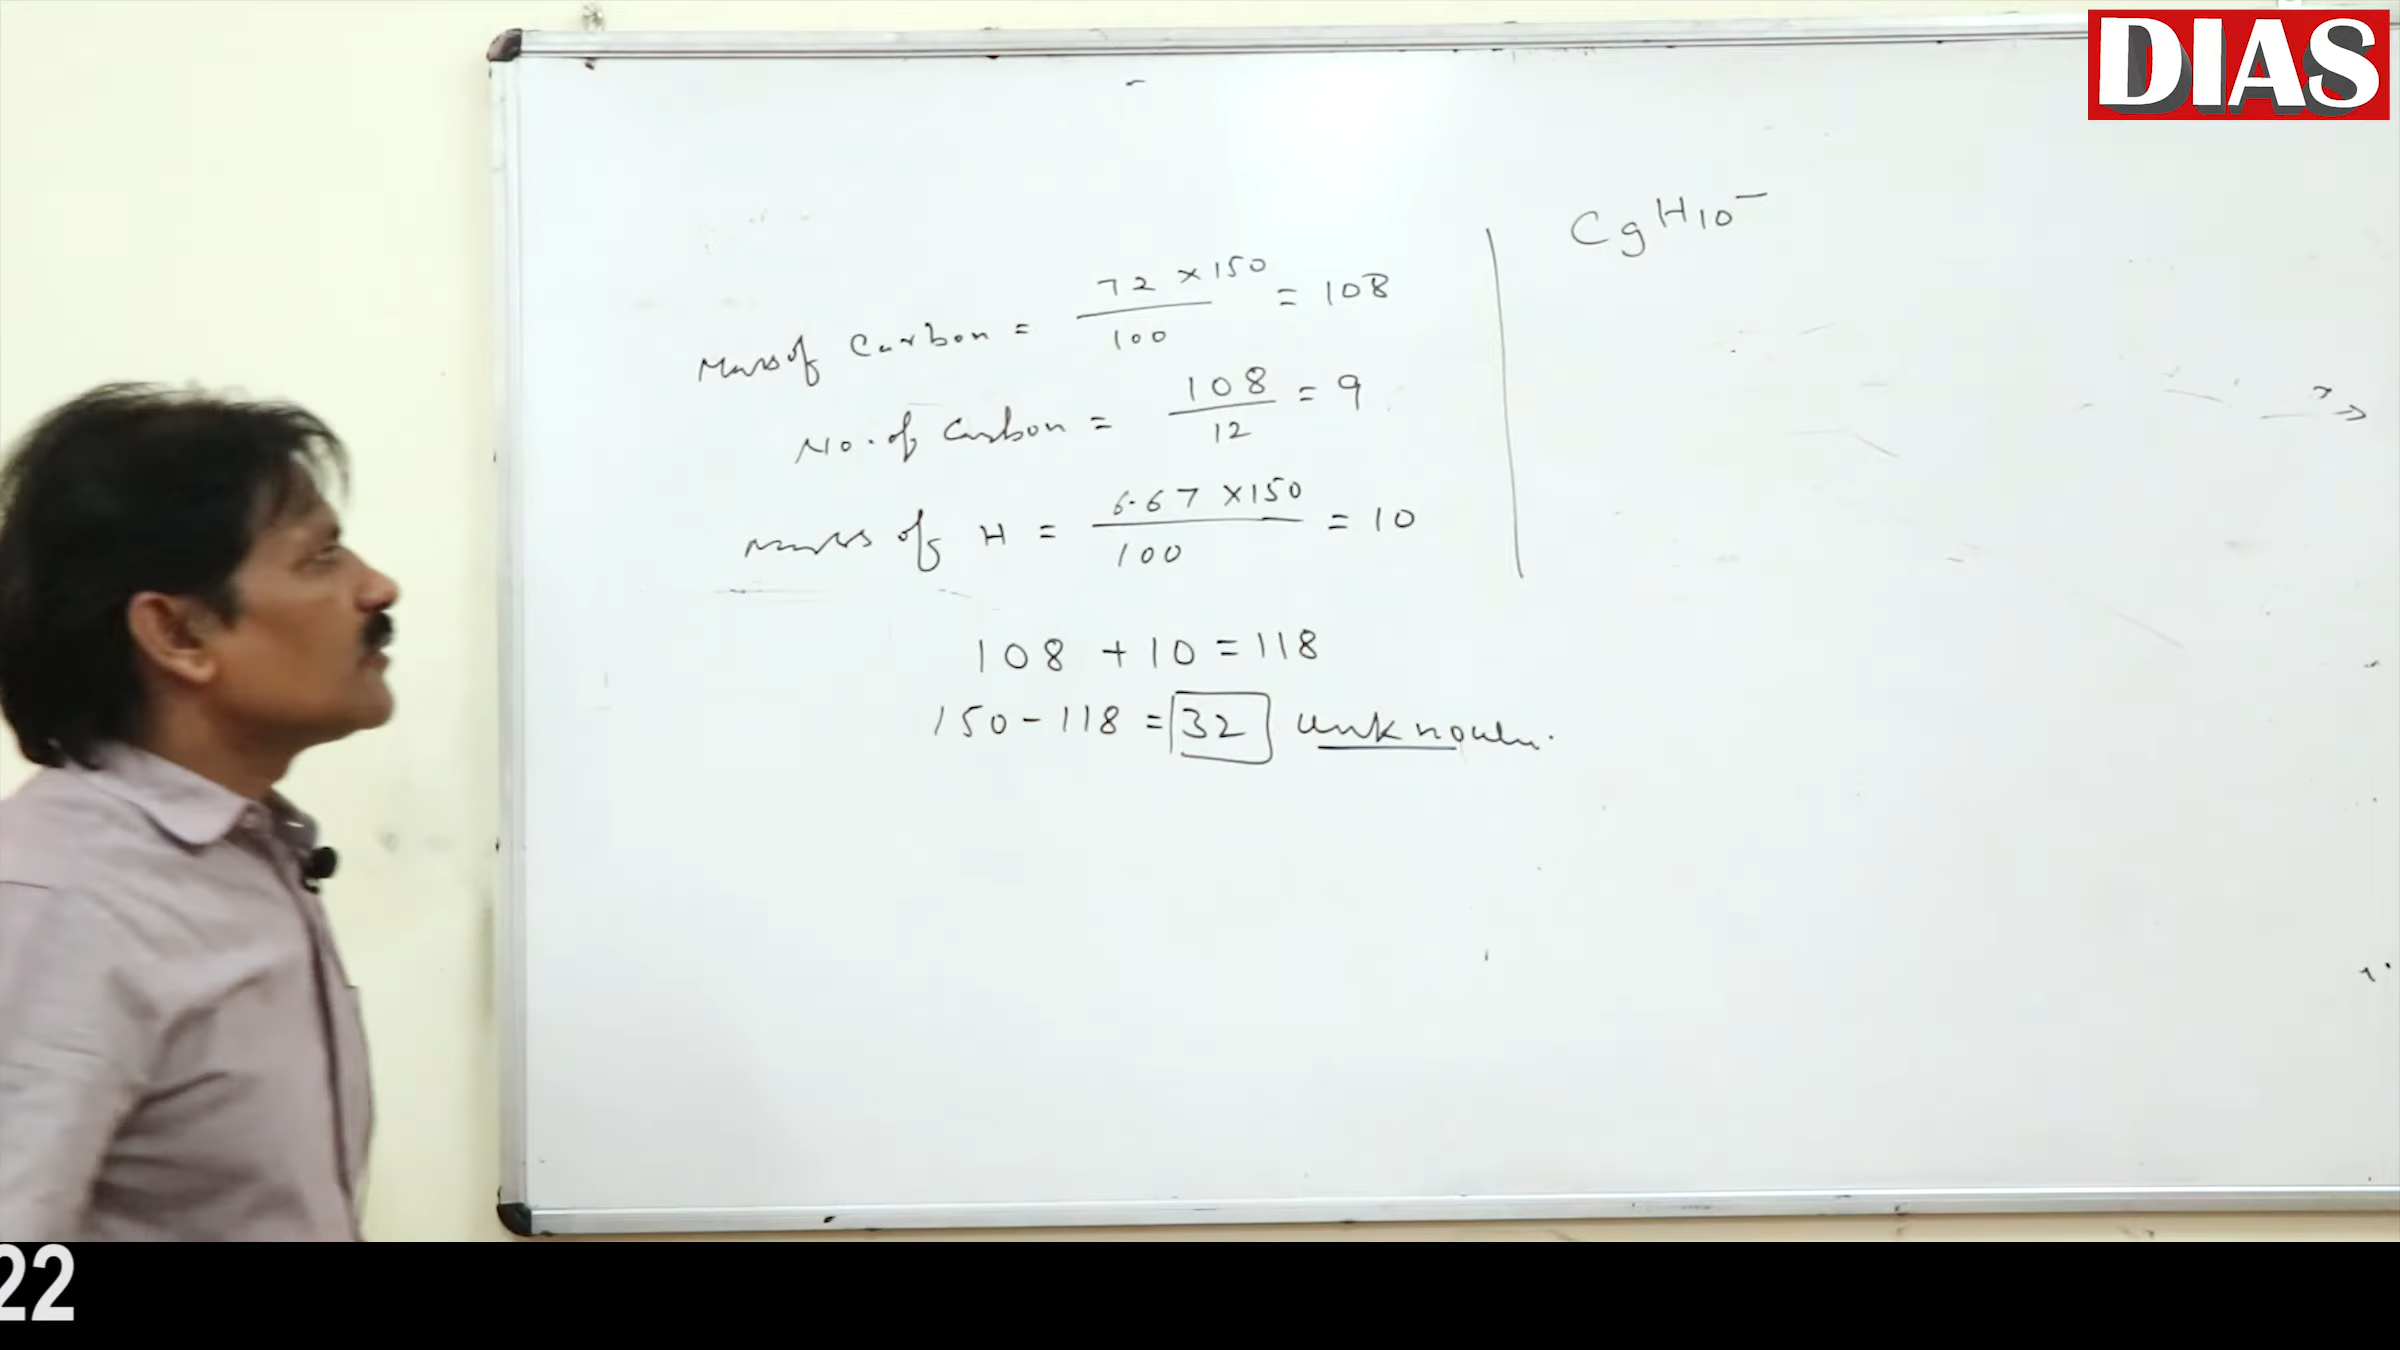 DIAS
Mass of Carbon = 72 × 150 / 100 = 108
No. of Carbon = 108 / 12 = 9
Mass of H = 6.67 × 150 / 100 = 10
108 + 10 = 118
150 - 118 = 32 unknown.
C9H10-
22